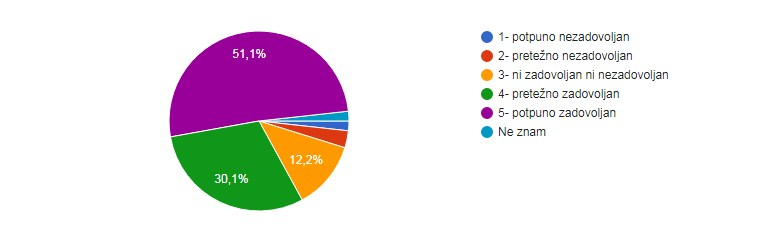 51,1%
30,1%
12,2%
1- potpuno nezadovoljan
2- pretežno nezadovoljan
3- ni zadovoljan ni nezadovoljan
4- pretežno zadovoljan
5- potpuno zadovoljan
Ne znam